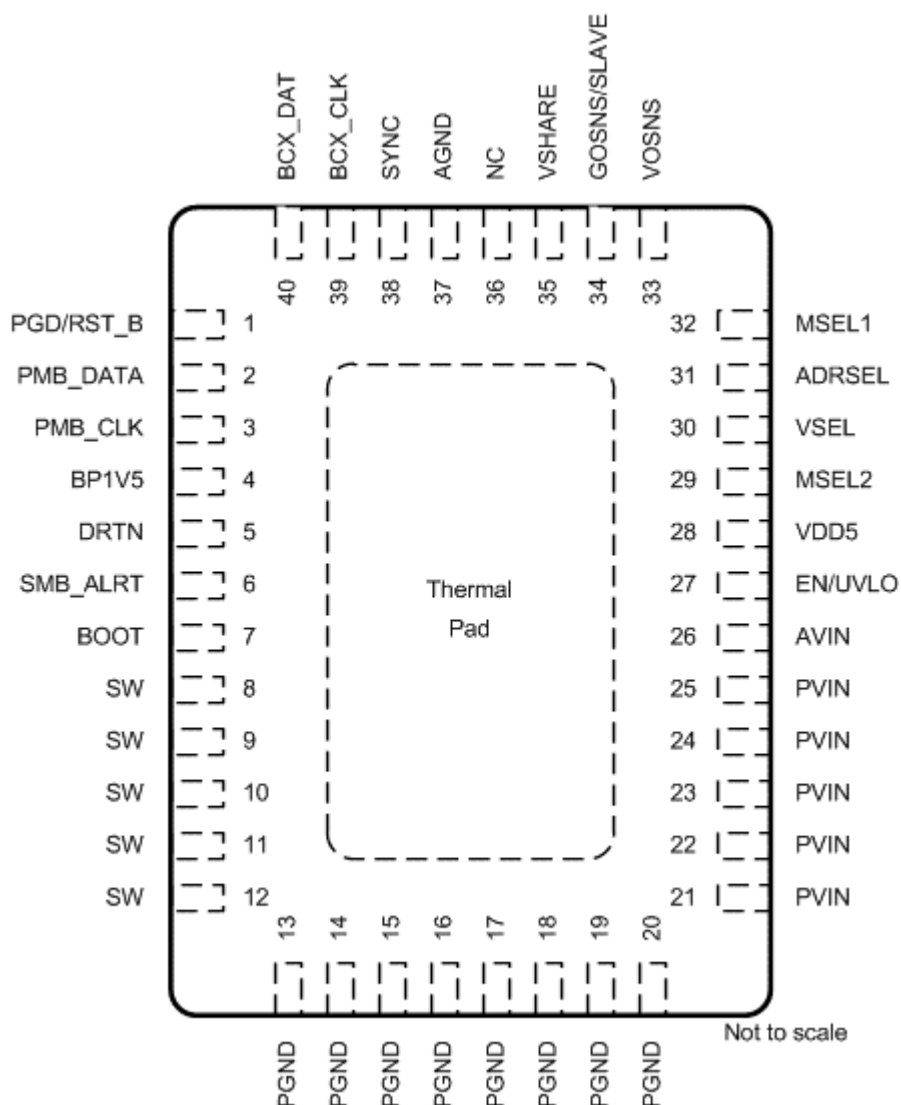 BCX_DAT
BCX_CLK
SYNC
AGND
NC
VSHARE
GOSNS/SLAVE
VOSNS
40
39
38
37
36
35
34
33
PGD/RST_B 1
32 MSEL1
PMB_DATA 2
31 ADRSEL
PMB_CLK 3
30 VSEL
BP1V5 4
29 MSEL2
DRTN 5
28 VDD5
SMB_ALRT 6
27 EN/UVLO
BOOT 7
26 AVIN
SW 8
25 PVIN
SW 9
24 PVIN
SW 10
23 PVIN
SW 11
22 PVIN
SW 12
21 PVIN
Thermal
Pad
13
14
15
16
17
18
19
20
PGND
PGND
PGND
PGND
PGND
PGND
PGND
PGND
Not to scale